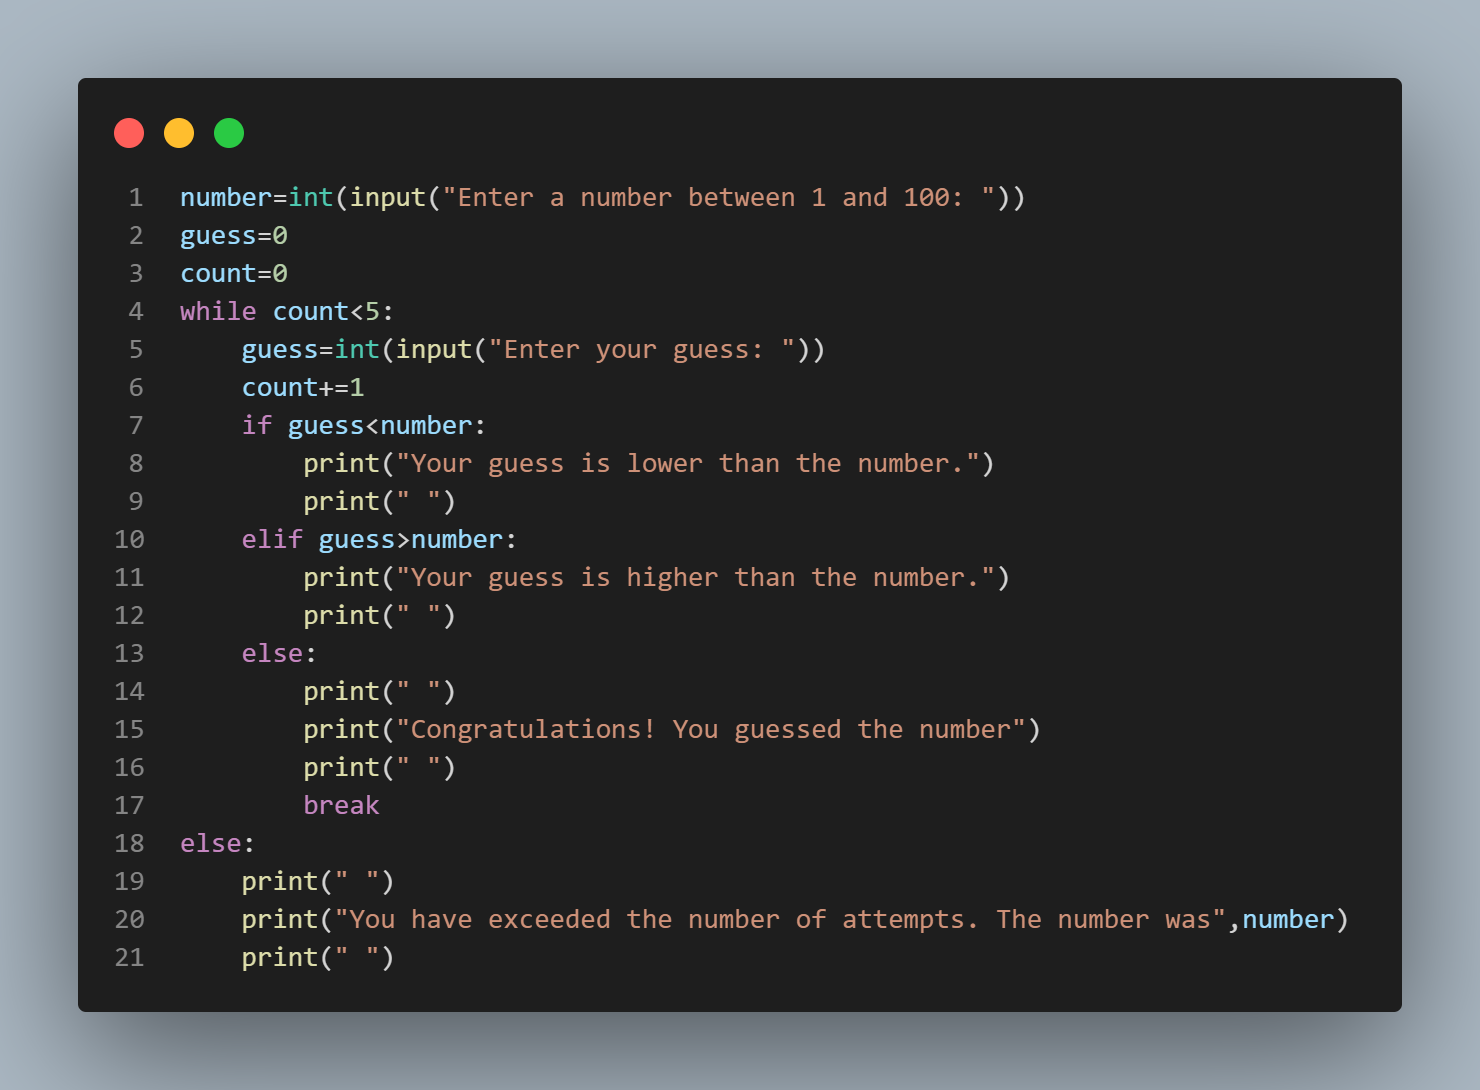 1 number=int(input("Enter a number between 1 and 100: "))
2 guess=0
3 count=0
4 while count<5:
5     guess=int(input("Enter your guess: "))
6     count+=1
7     if guess<number:
8         print("Your guess is lower than the number.")
9         print(" ")
10     elif guess>number:
11         print("Your guess is higher than the number.")
12         print(" ")
13     else:
14         print(" ")
15         print("Congratulations! You guessed the number")
16         print(" ")
17         break
18 else:
19     print(" ")
20     print("You have exceeded the number of attempts. The number was",number)
21     print(" ")